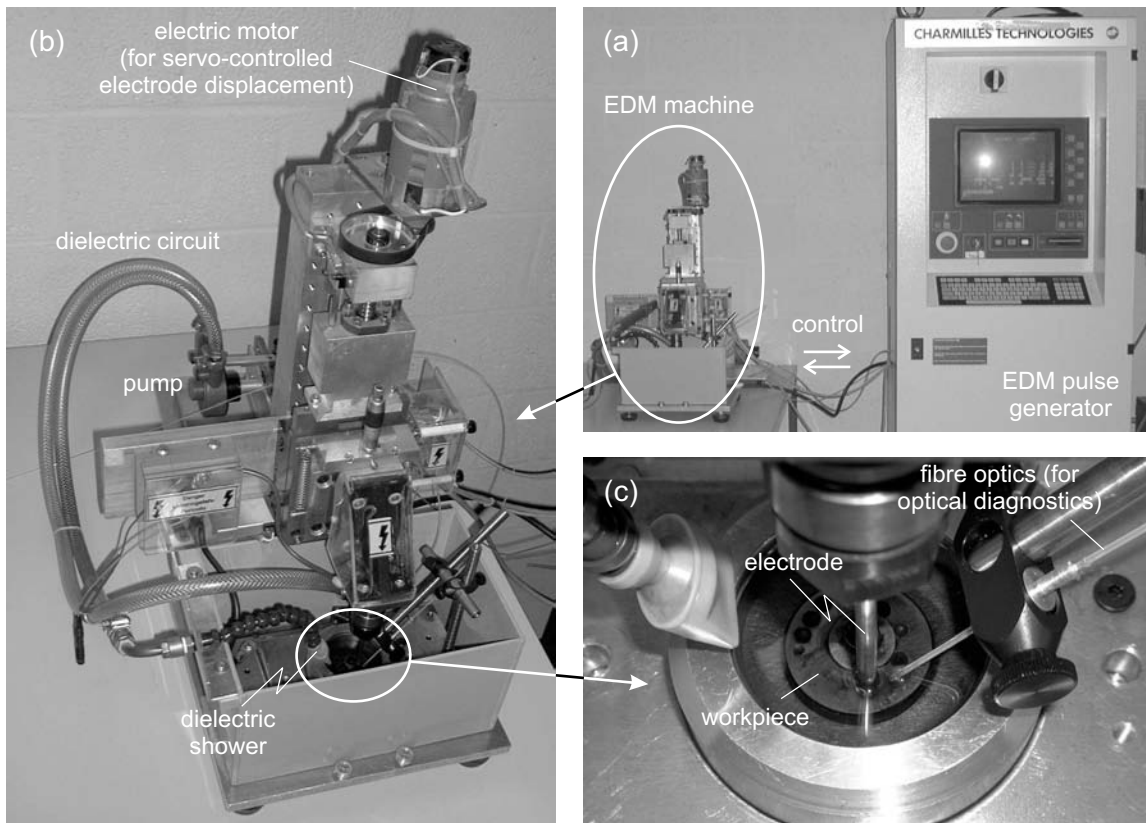 (b)
electric motor
(for servo-controlled
electrode displacement)
dielectric circuit
pump
dielectric
shower
(a)
CHARMILLES TECHNOLOGIES
EDM machine
control
EDM pulse
generator
(c)
fibre optics (for
optical diagnostics)
electrode
workpiece